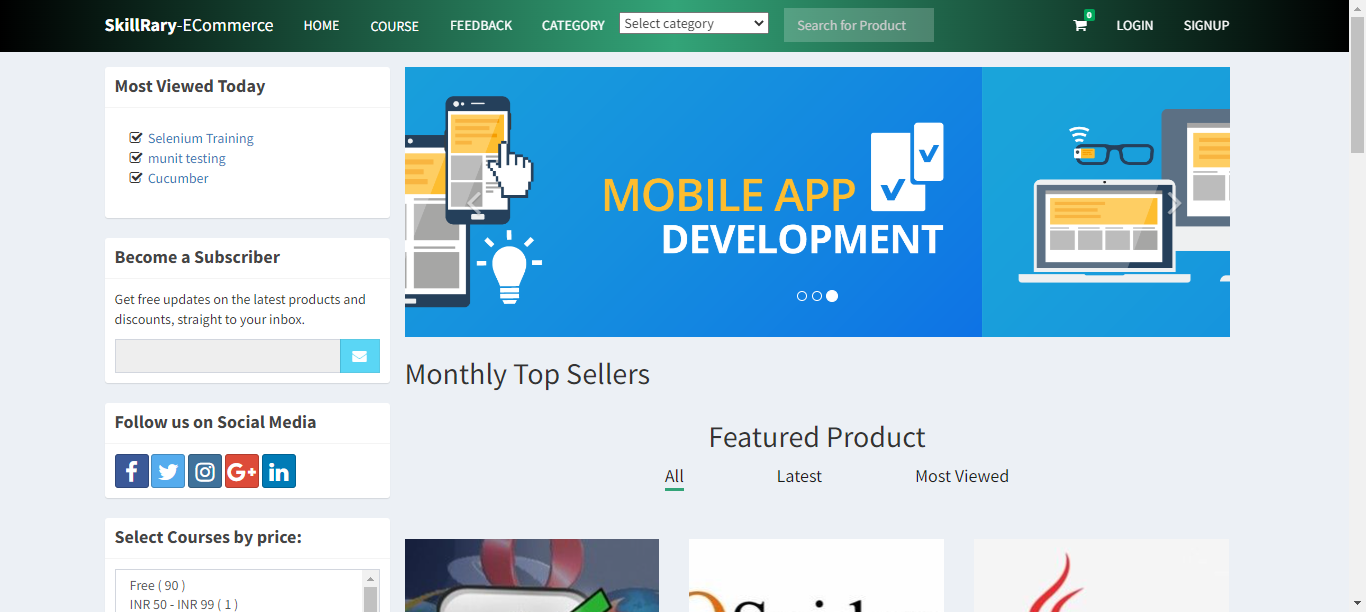 SkillRary-ECommerce HOME COURSE FEEDBACK CATEGORY Select category Search for Product 0 LOGIN SIGNUP
Most Viewed Today
Selenium Training
munit testing
Cucumber
Become a Subscriber
Get free updates on the latest products and
discounts, straight to your inbox.
Follow us on Social Media
f G+ in
Select Courses by price:
Free ( 90 )
INR 50 - INR 99 ( 1 )
MOBILE APP
DEVELOPMENT
Monthly Top Sellers
Featured Product
All Latest Most Viewed